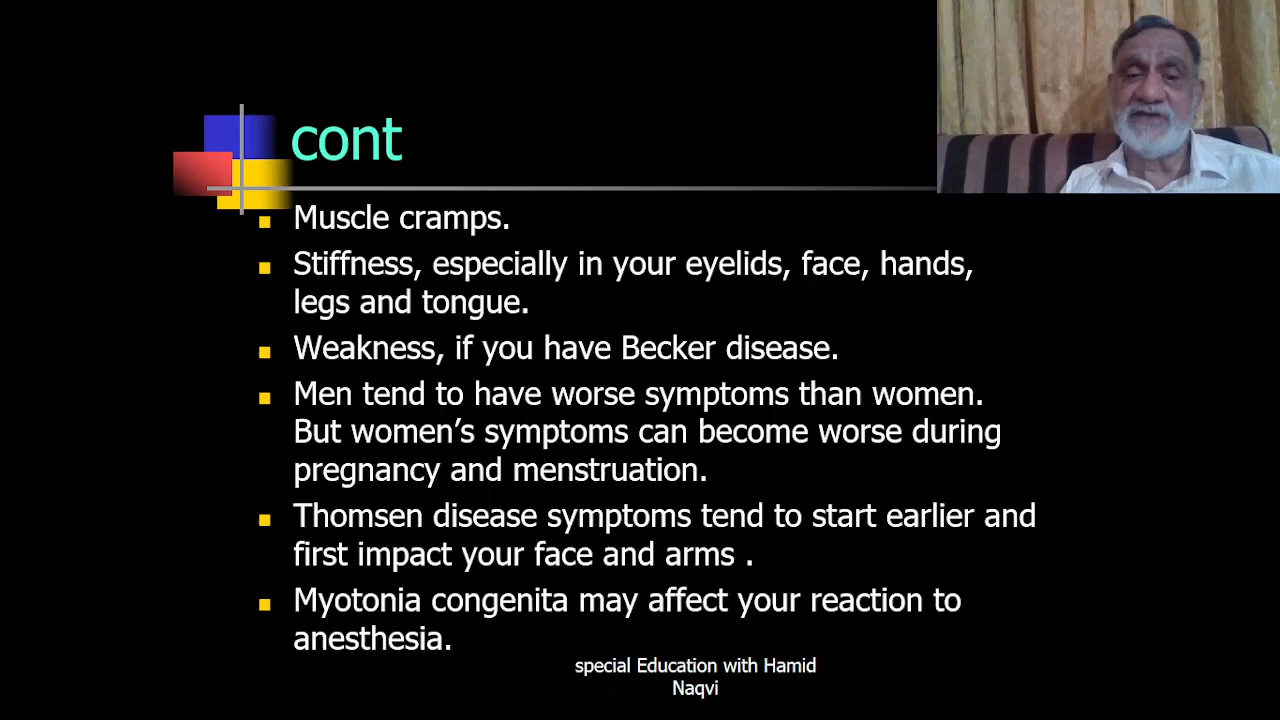 cont
Muscle cramps.
Stiffness, especially in your eyelids, face, hands,
legs and tongue.
Weakness, if you have Becker disease.
Men tend to have worse symptoms than women.
But women’s symptoms can become worse during
pregnancy and menstruation.
Thomsen disease symptoms tend to start earlier and
first impact your face and arms .
Myotonia congenita may affect your reaction to
anesthesia.
special Education with Hamid
Naqvi